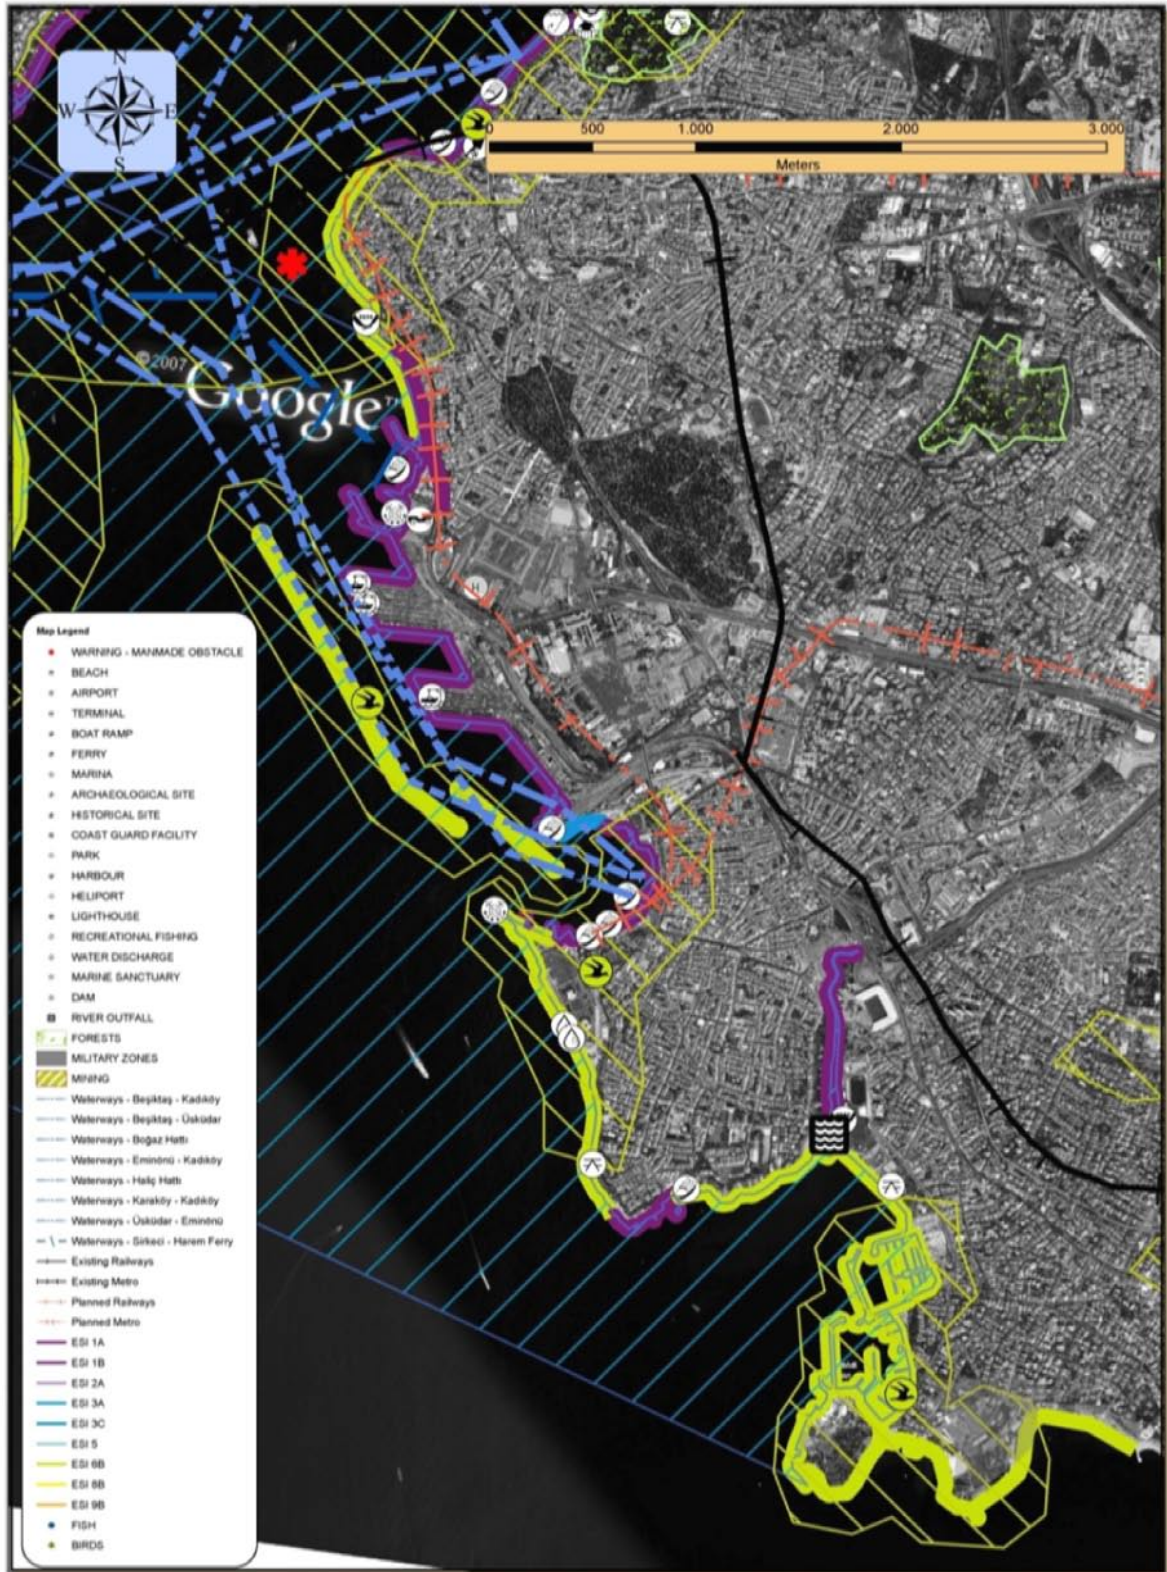 N
W E
S
0 500 1.000 2.000 3.000
Meters
©2007 Google™
H
Map Legend
WARNING - MANMADE OBSTACLE
BEACH
AIRPORT
TERMINAL
BOAT RAMP
FERRY
MARINA
ARCHAEOLOGICAL SITE
HISTORICAL SITE
COAST GUARD FACILITY
PARK
HARBOUR
HELIPORT
LIGHTHOUSE
RECREATIONAL FISHING
WATER DISCHARGE
MARINE SANCTUARY
DAM
RIVER OUTFALL
FORESTS
MILITARY ZONES
MINING
Waterways - Beşiktaş - Kadıköy
Waterways - Beşiktaş - Üsküdar
Waterways - Boğaz Hattı
Waterways - Eminönü - Kadıköy
Waterways - Haliç Hattı
Waterways - Karaköy - Kadıköy
Waterways - Üsküdar - Eminönü
Waterways - Sirkeci - Harem Ferry
Existing Railways
Existing Metro
Planned Railways
Planned Metro
ESI 1A
ESI 1B
ESI 2A
ESI 3A
ESI 3C
ESI 5
ESI 6B
ESI 8B
ESI 9B
FISH
BIRDS